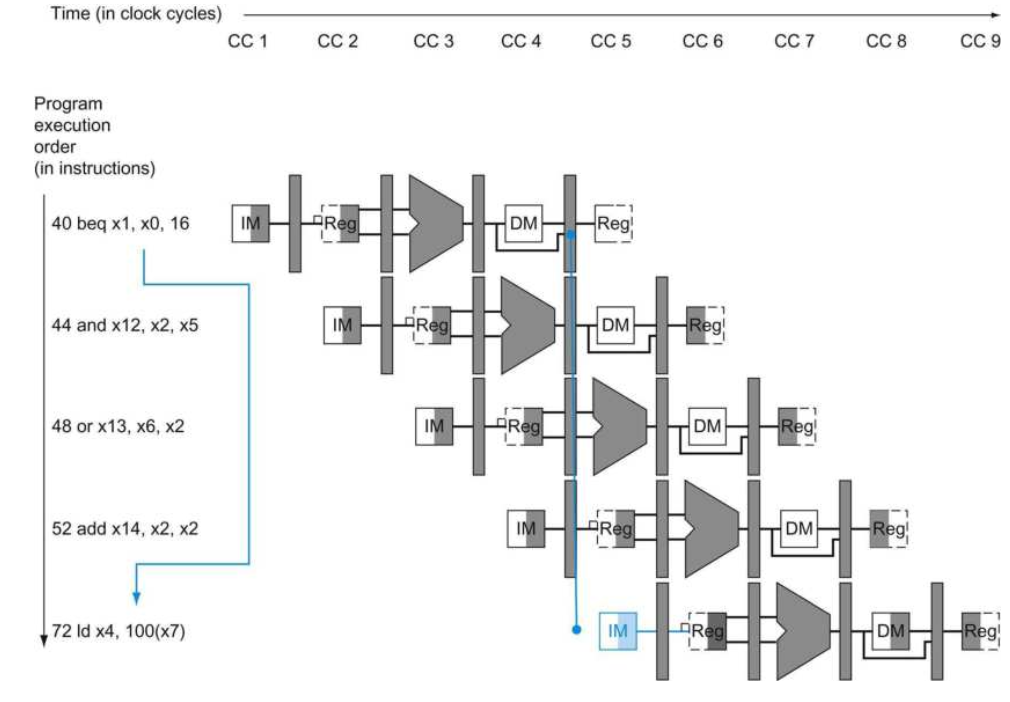 Time (in clock cycles)
CC 1 CC 2 CC 3 CC 4 CC 5 CC 6 CC 7 CC 8 CC 9
Program
execution
order
(in instructions)
40 beq x1, x0, 16 IM Reg DM Reg
44 and x12, x2, x5 IM Reg DM Reg
48 or x13, x6, x2 IM Reg DM Reg
52 add x14, x2, x2 IM Reg DM Reg
72 ld x4, 100(x7) IM Reg DM Reg